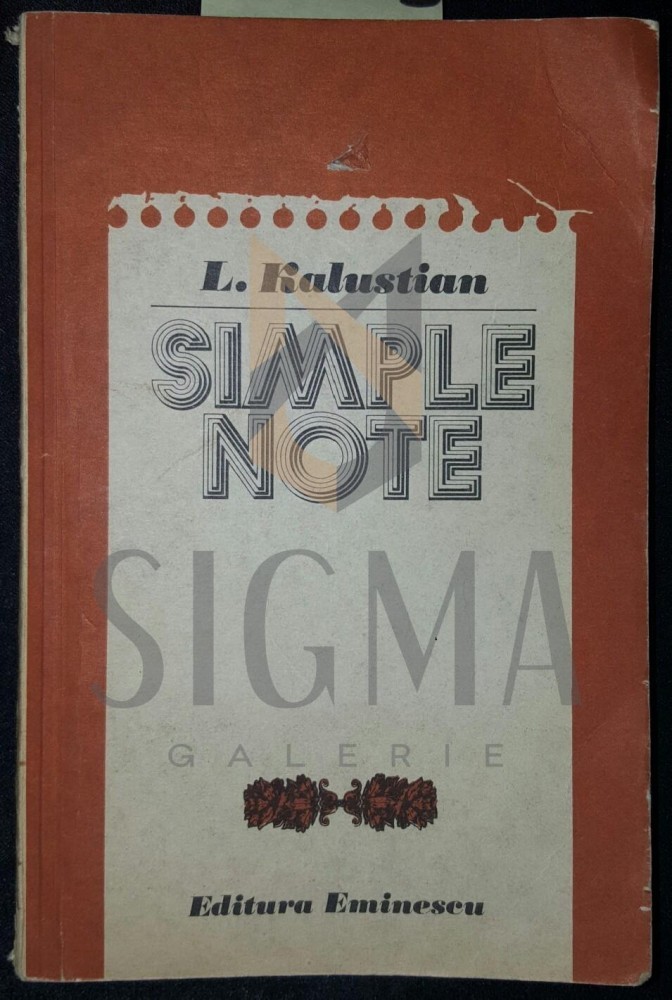 L. Kalustian
SIMPLE
NOTE
SIGMA
GALERIE
Editura Eminescu